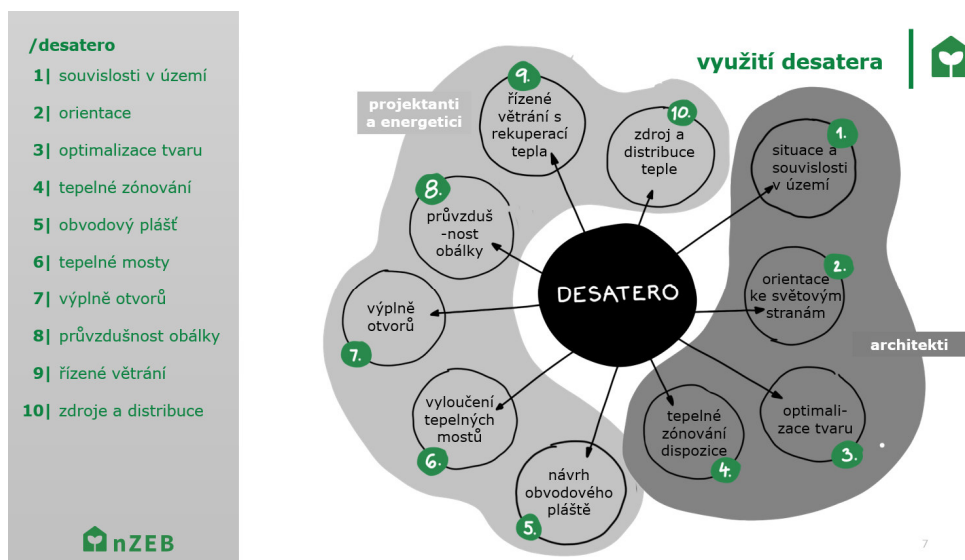 /desatero
1| souvislosti v území
2| orientace
3| optimalizace tvaru
4| tepelné zónování
5| obvodový plášť
6| tepelné mosty
7| výplně otvorů
8| průvzdušnost obálky
9| řízené větrání
10| zdroje a distribuce
nZEB
využití desatera
projektanti
a energetici
9.
řízené
větrání s
rekuperací
tepla
10.
zdroj a
distribuce
teple
1.
situace a
souvislosti
v území
8.
průvzduš
-nost
obálky
2.
orientace
ke světovým
stranám
DESATERO
výplně
otvorů
7.
architekti
vyloučení
tepelných
mostů
6.
tepelné
zónování
dispozice
4.
optimali-
zace tvaru
3.
návrh
obvodového
pláště
5.
7